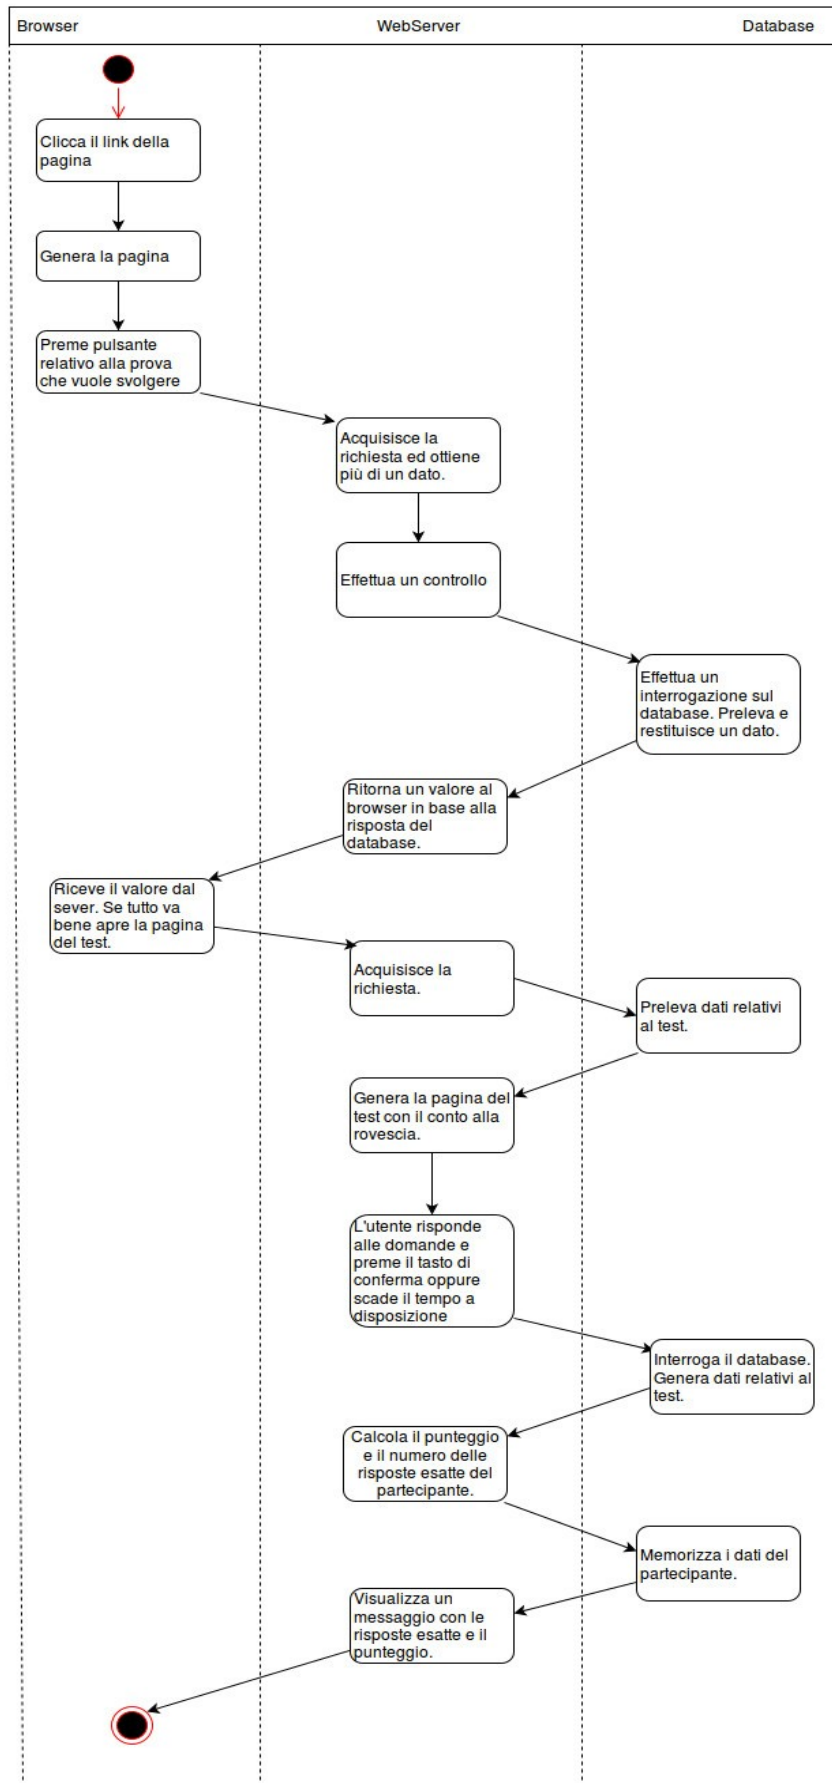 Browser
WebServer
Database
Clicca il link della
pagina
Genera la pagina
Preme pulsante
relativo alla prova
che vuole svolgere
Acquisisce la
richiesta ed ottiene
più di un dato.
Effettua un controllo
Effettua un
interrogazione sul
database. Preleva e
restituisce un dato.
Ritorna un valore al
browser in base alla
risposta del
database.
Riceve il valore dal
sever. Se tutto va
bene apre la pagina
del test.
Acquisisce la
richiesta.
Preleva dati relativi
al test.
Genera la pagina del
test con il conto alla
rovescia.
L'utente risponde
alle domande e
preme il tasto di
conferma oppure
scade il tempo a
disposizione
Interroga il database.
Genera dati relativi al
test.
Calcola il punteggio
e il numero delle
risposte esatte del
partecipante.
Memorizza i dati del
partecipante.
Visualizza un
messaggio con le
risposte esatte e il
punteggio.